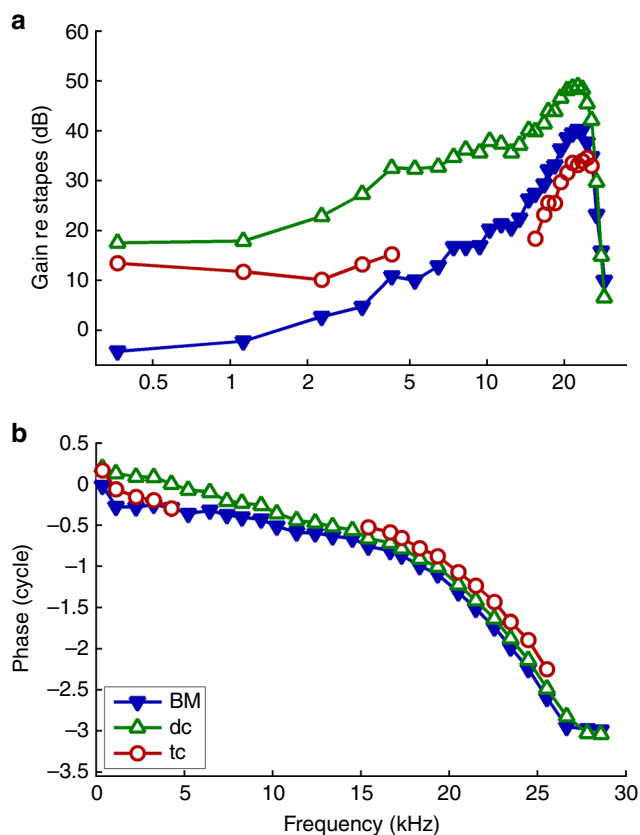 a
60
50
40
30
20
10
0
Gain re stapes (dB)
0.5 1 2 5 10 20
b
0.5
0
−0.5
−1
−1.5
−2
−2.5
−3
−3.5
Phase (cycle)
BM
dc
tc
0 5 10 15 20 25 30
Frequency (kHz)